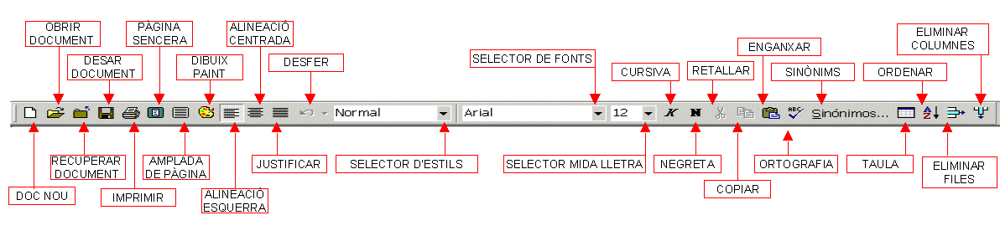 OBRIR
DOCUMENT
PÀGINA
SENCERA
ALINEACIÓ
CENTRADA
ELIMINAR
COLUMNES
DESAR
DOCUMENT
DIBUIX
PAINT
DESFER
SELECTOR DE FONTS
CURSIVA
RETALLAR
ENGANXAR
SINÒNIMS
ORDENAR
Normal
Arial
12
K
N
ABC
Sinónimos...
A
Z
RECUPERAR
DOCUMENT
AMPLADA
DE PÀGINA
JUSTIFICAR
SELECTOR D'ESTILS
SELECTOR MIDA LLETRA
NEGRETA
ORTOGRAFIA
TAULA
ELIMINAR
FILES
DOC NOU
IMPRIMIR
ALINEACIÓ
ESQUERRA
COPIAR